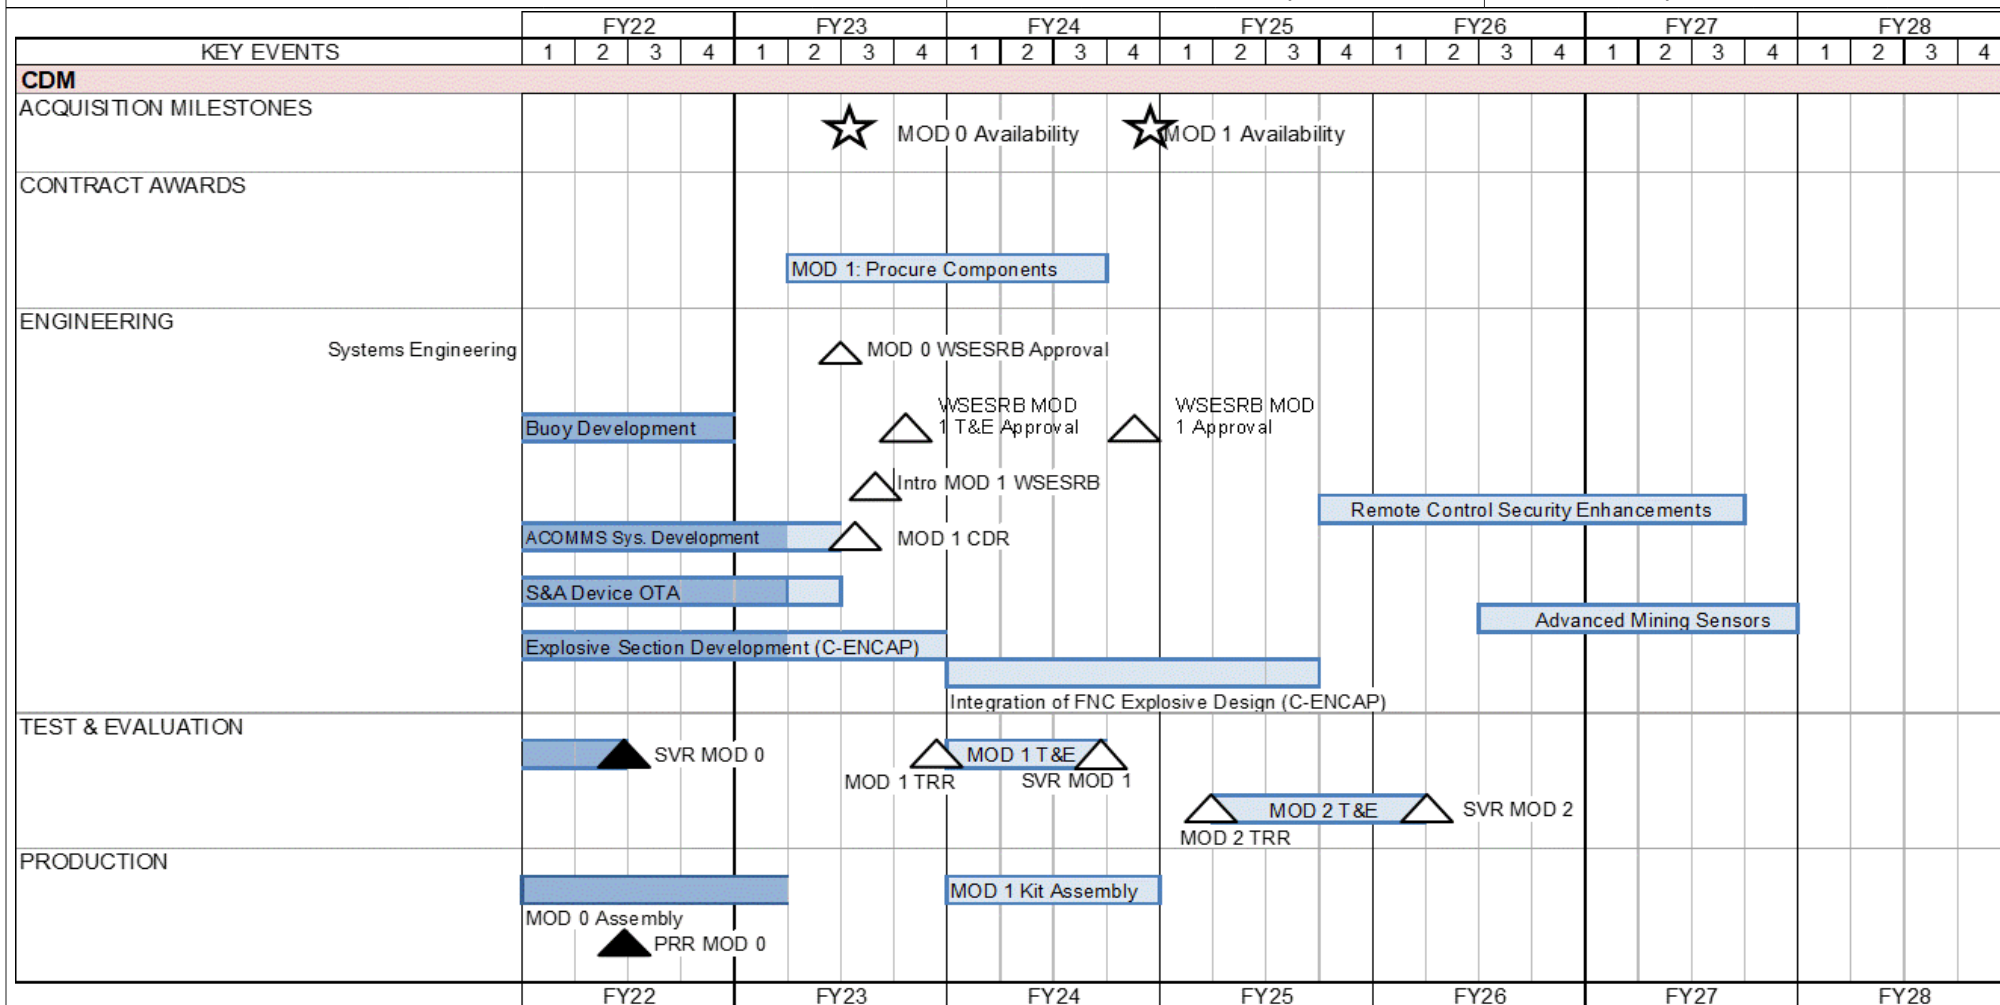 FY22 FY23 FY24 FY25 FY26 FY27 FY28
KEY EVENTS 1 2 3 4 1 2 3 4 1 2 3 4 1 2 3 4 1 2 3 4 1 2 3 4 1 2 3 4
CDM
ACQUISITION MILESTONES
MOD 0 Availability MOD 1 Availability
CONTRACT AWARDS
MOD 1: Procure Components
ENGINEERING
Systems Engineering MOD 0 WSESRB Approval
WSESRB MOD
1 T&E Approval
WSESRB MOD
1 Approval
Buoy Development
Intro MOD 1 WSESRB
Remote Control Security Enhancements
ACOMMS Sys. Development MOD 1 CDR
S&A Device OTA
Advanced Mining Sensors
Explosive Section Development (C-ENCAP)
Integration of FNC Explosive Design (C-ENCAP)
TEST & EVALUATION
SVR MOD 0 MOD 1 T&E
MOD 1 TRR SVR MOD 1
MOD 2 T&E SVR MOD 2
MOD 2 TRR
PRODUCTION
MOD 1 Kit Assembly
MOD 0 Assembly
PRR MOD 0
FY22 FY23 FY24 FY25 FY26 FY27 FY28